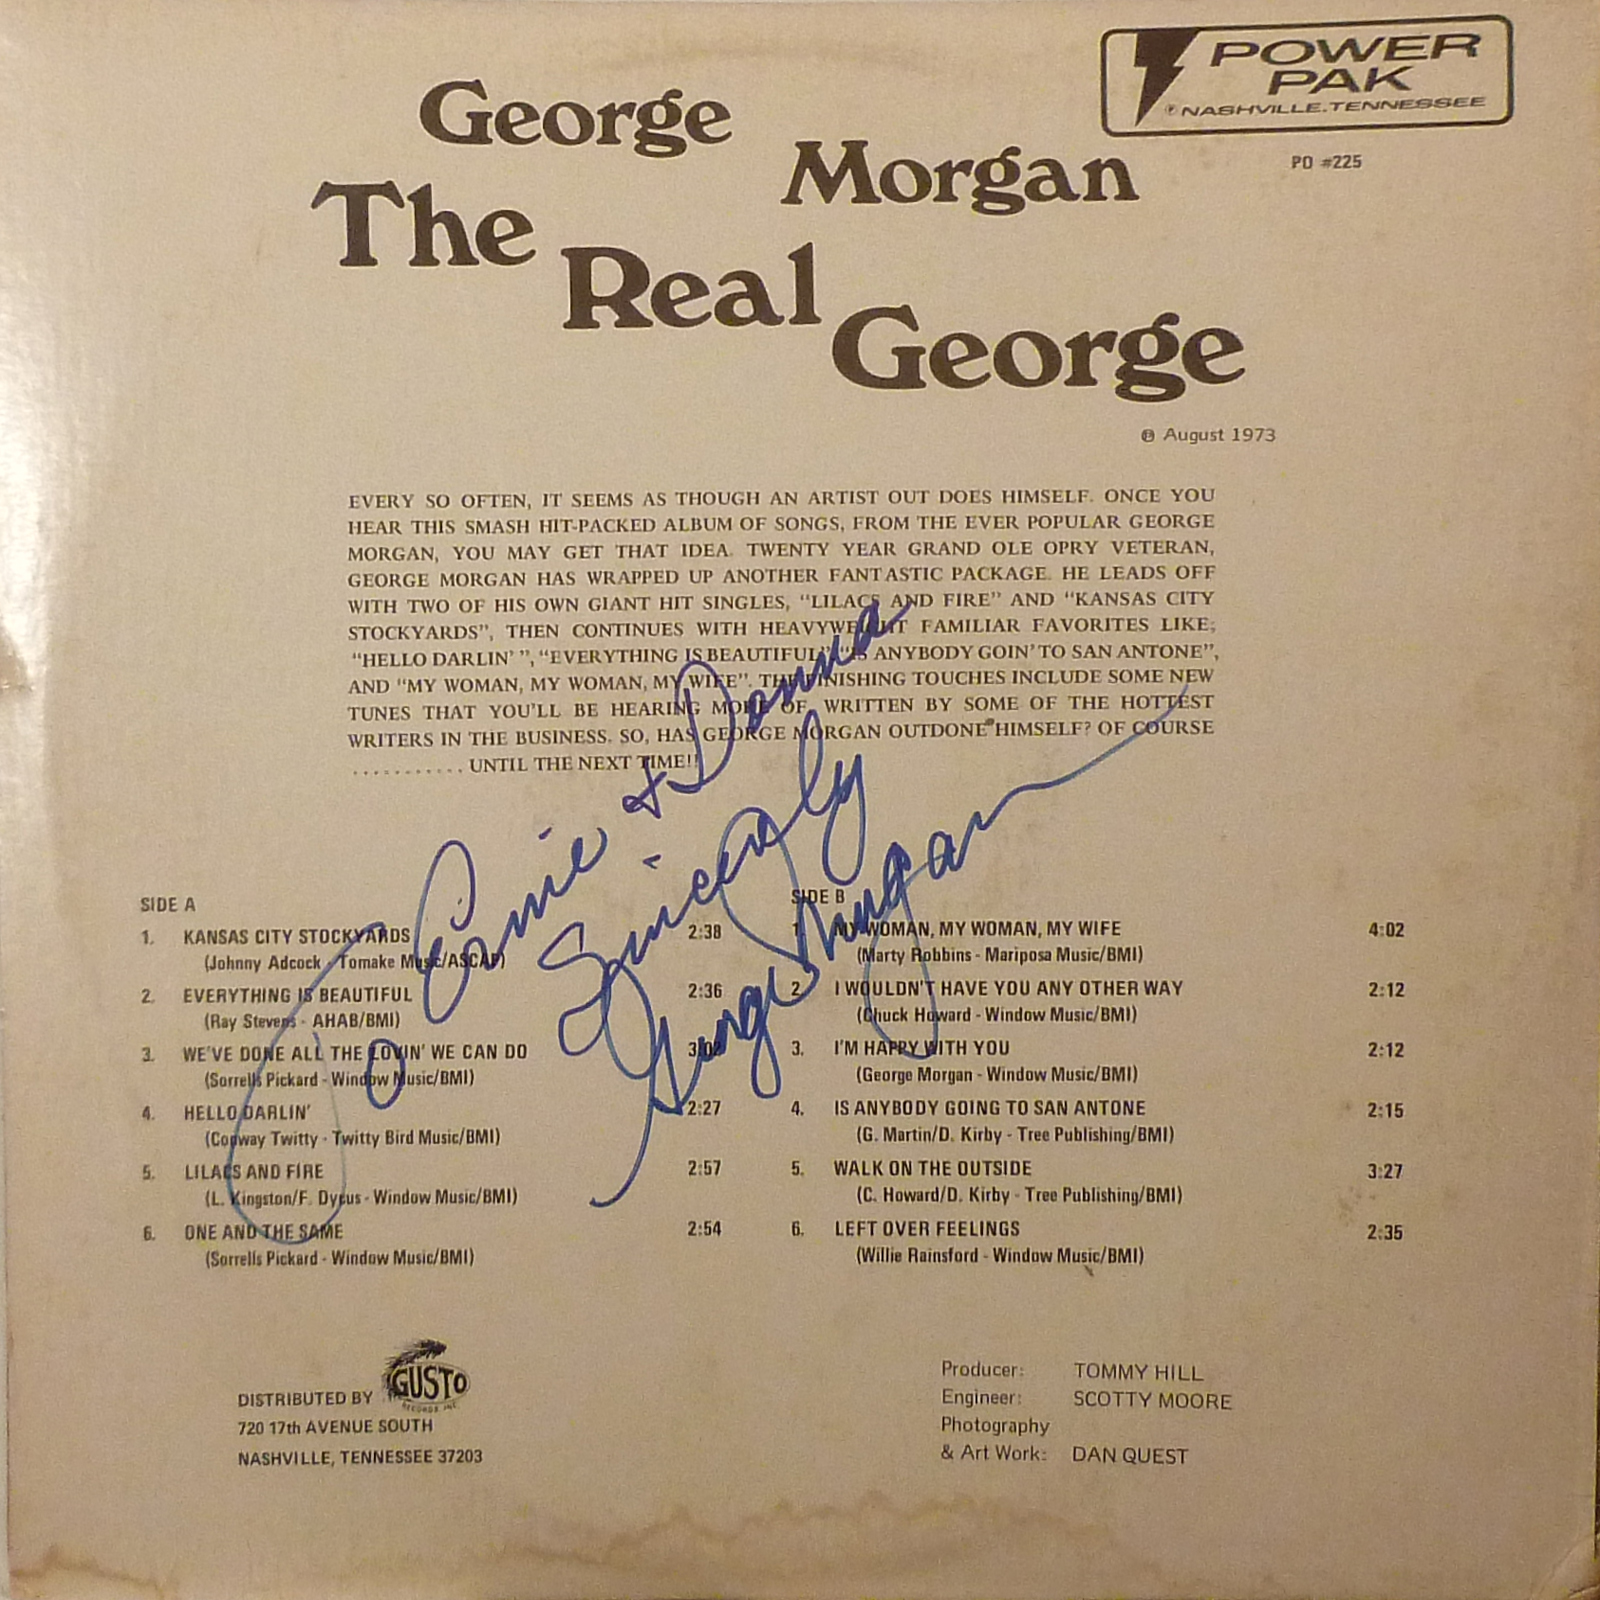 George Morgan
The Real George
POWER
PAK
® NASHVILLE, TENNESSEE
PO #225
℗ August 1973
EVERY SO OFTEN, IT SEEMS AS THOUGH AN ARTIST OUT DOES HIMSELF. ONCE YOU
HEAR THIS SMASH HIT-PACKED ALBUM OF SONGS, FROM THE EVER POPULAR GEORGE
MORGAN, YOU MAY GET THAT IDEA. TWENTY YEAR GRAND OLE OPRY VETERAN,
GEORGE MORGAN HAS WRAPPED UP ANOTHER FANTASTIC PACKAGE. HE LEADS OFF
WITH TWO OF HIS OWN GIANT HIT SINGLES, "LILACS AND FIRE" AND "KANSAS CITY
STOCKYARDS", THEN CONTINUES WITH HEAVYWEIGHT FAMILIAR FAVORITES LIKE;
"HELLO DARLIN' ", "EVERYTHING IS BEAUTIFUL" "IS ANYBODY GOIN' TO SAN ANTONE",
AND "MY WOMAN, MY WOMAN, MY WIFE". THE FINISHING TOUCHES INCLUDE SOME NEW
TUNES THAT YOU'LL BE HEARING MORE OF, WRITTEN BY SOME OF THE HOTTEST
WRITERS IN THE BUSINESS. SO, HAS GEORGE MORGAN OUTDONE HIMSELF? OF COURSE
........... UNTIL THE NEXT TIME!!
To Ernie & Donna
Sincerely
George Morgan
SIDE A
1. KANSAS CITY STOCKYARDS 2:38
(Johnny Adcock - Tomake Music/ASCAP)
2. EVERYTHING IS BEAUTIFUL 2:36
(Ray Stevens - AHAB/BMI)
3. WE'VE DONE ALL THE LOVIN' WE CAN DO 3:02
(Sorrells Pickard - Window Music/BMI)
4. HELLO DARLIN' 2:27
(Conway Twitty - Twitty Bird Music/BMI)
5. LILACS AND FIRE 2:57
(L. Kingston/F. Dycus - Window Music/BMI)
6. ONE AND THE SAME 2:54
(Sorrells Pickard - Window Music/BMI)
SIDE B
1. MY WOMAN, MY WOMAN, MY WIFE 4:02
(Marty Robbins - Mariposa Music/BMI)
2. I WOULDN'T HAVE YOU ANY OTHER WAY 2:12
(Chuck Howard - Window Music/BMI)
3. I'M HAPPY WITH YOU 2:12
(George Morgan - Window Music/BMI)
4. IS ANYBODY GOING TO SAN ANTONE 2:15
(G. Martin/D. Kirby - Tree Publishing/BMI)
5. WALK ON THE OUTSIDE 3:27
(C. Howard/D. Kirby - Tree Publishing/BMI)
6. LEFT OVER FEELINGS 2:35
(Willie Rainsford - Window Music/BMI)
DISTRIBUTED BY GUSTO
RECORDS INC.
720 17th AVENUE SOUTH
NASHVILLE, TENNESSEE 37203
Producer: TOMMY HILL
Engineer: SCOTTY MOORE
Photography
& Art Work: DAN QUEST